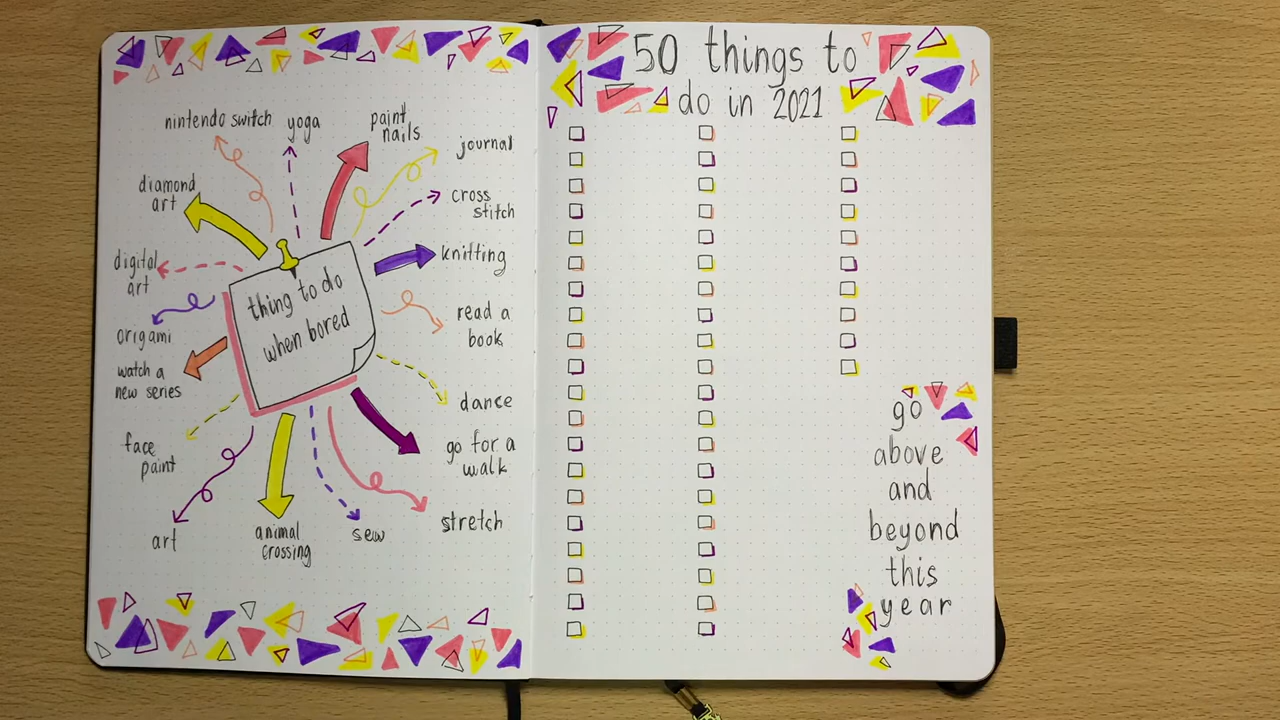 nintendo switch
yoga
paint
nails
journal
diamond
art
cross
stitch
digital
art
knitting
thing to do
when bored
origami
read a
book
watch a
new series
dance
face
paint
go for a
walk
art
animal
crossing
sew
stretch
50 things to
do in 2021
go
above
and
beyond
this
year